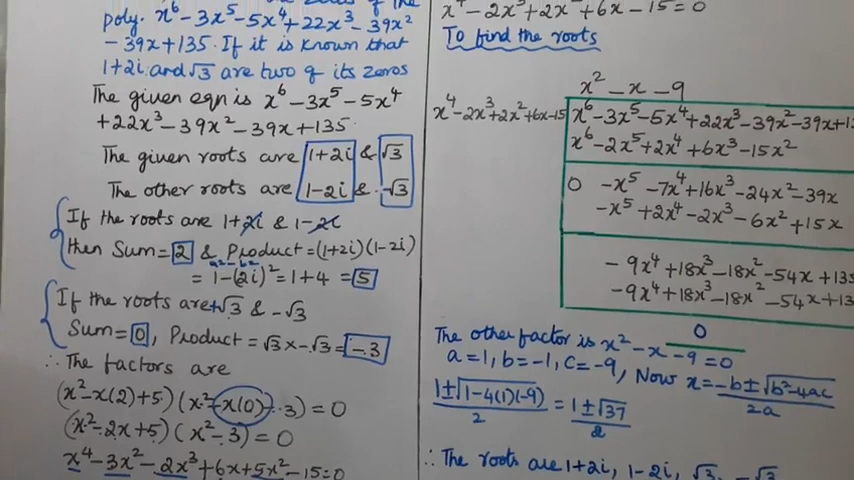 poly. x⁶-3x⁵-5x⁴+22x³-39x²
-39x+135. If it is known that
1+2i and √3 are two of its zeros
The given eqn is x⁶-3x⁵-5x⁴
+22x³-39x²-39x+135.
The given roots are 1+2i & √3
The other roots are 1-2i & -√3
If the roots are 1+2i & 1-2i
then Sum=2 & Product=(1+2i)(1-2i)
a²-b²
= 1-(2i)²=1+4 =5
If the roots are +√3 & -√3
Sum=0, Product=√3×-√3=-3
∴ The factors are
(x²-x(2)+5)(x²-x(0)-3)=0
(x²-2x+5)(x²-3)=0
x⁴-3x²-2x³+6x+5x²-15=0
x⁴-2x³+2x²+6x-15=0
To find the roots
x²-x-9
x⁴-2x³+2x²+6x-15 x⁶-3x⁵-5x⁴+22x³-39x²-39x+13
x⁶-2x⁵+2x⁴+6x³-15x²
0 -x⁵-7x⁴+16x³-24x²-39x
-x⁵+2x⁴-2x³-6x²+15x
-9x⁴+18x³-18x²-54x+135
-9x⁴+18x³-18x²-54x+13
0
The other factor is x²-x-9=0
a=1, b=-1, c=-9, Now x=-b±√b²-4ac/2a
1±√1-4(1)(-9)/2 = 1±√37/2
∴ The roots are 1+2i, 1-2i, √3, -√3